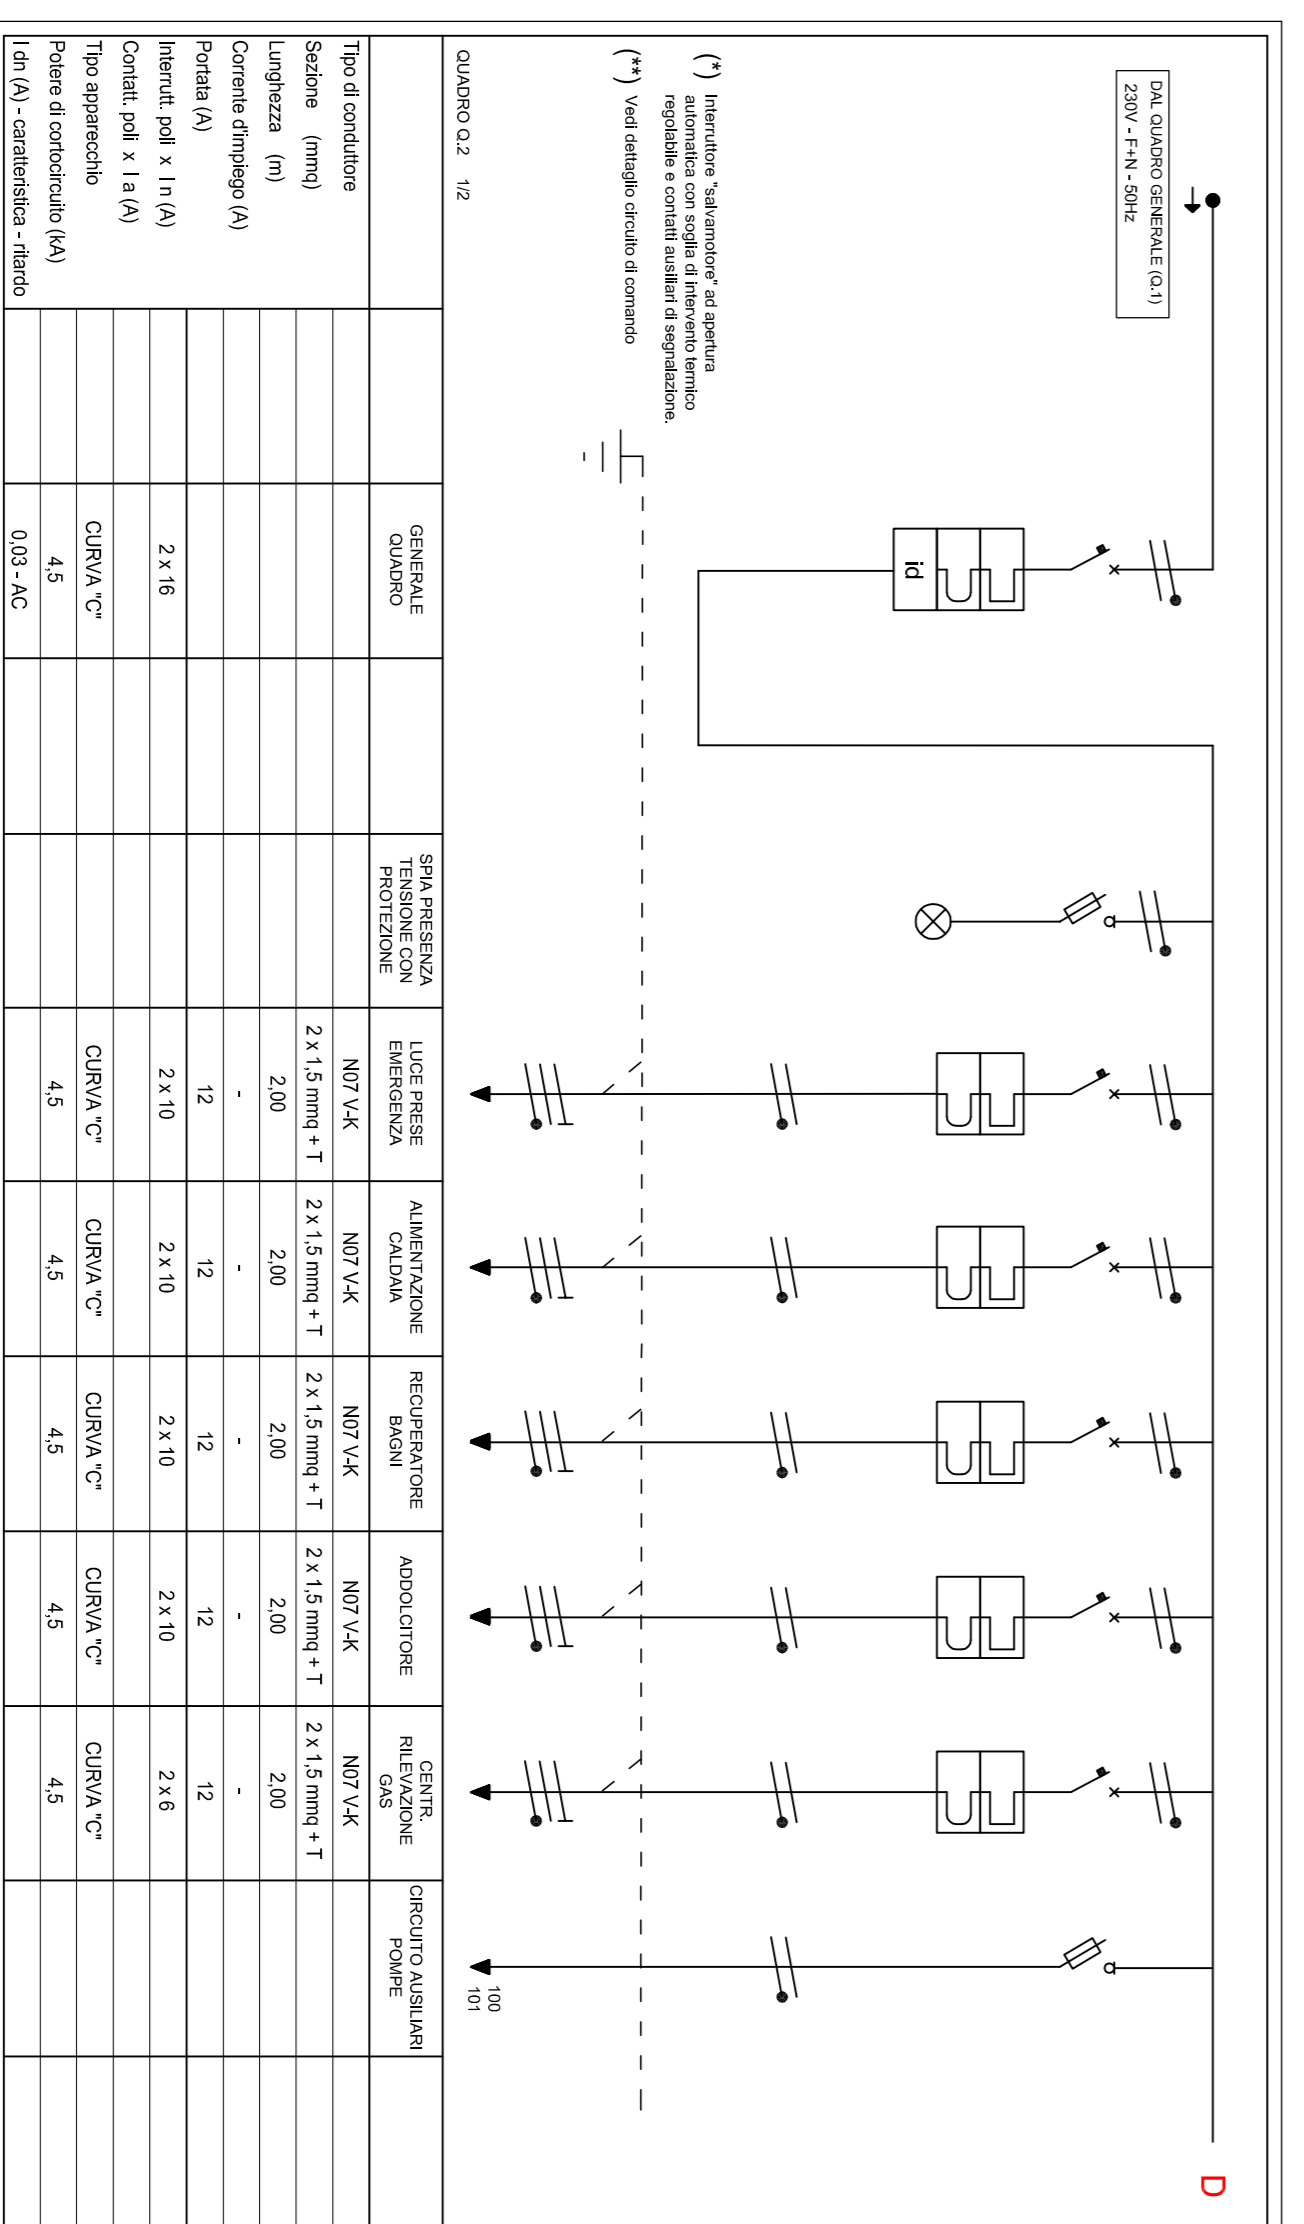 DAL QUADRO GENERALE (Q.1)
230V - F+N - 50Hz
D
id
(*) Interruttore "salvamotore" ad apertura
automatica con soglia di intervento termico
regolabile e contatti ausiliari di segnalazione.
(**) Vedi dettaglio circuito di comando
100
101
QUADRO Q.2 1/2
GENERALE
QUADRO
SPIA PRESENZA
TENSIONE CON
PROTEZIONE
LUCE PRESE
EMERGENZA
ALIMENTAZIONE
CALDAIA
RECUPERATORE
BAGNI
ADDOLCITORE
CENTR.
RILEVAZIONE
GAS
CIRCUITO AUSILIARI
POMPE
Tipo di conduttore N07 V-K N07 V-K N07 V-K N07 V-K N07 V-K
Sezione (mmq) 2 x 1,5 mmq + T 2 x 1,5 mmq + T 2 x 1,5 mmq + T 2 x 1,5 mmq + T 2 x 1,5 mmq + T
Lunghezza (m) 2,00 2,00 2,00 2,00 2,00
Corrente d'impiego (A) - - - - -
Portata (A) 12 12 12 12 12
Interrutt. poli x I n (A) 2 x 16 2 x 10 2 x 10 2 x 10 2 x 10 2 x 6
Contatt. poli x I a (A)
Tipo apparecchio CURVA "C" CURVA "C" CURVA "C" CURVA "C" CURVA "C" CURVA "C"
Potere di cortocircuito (kA) 4,5 4,5 4,5 4,5 4,5 4,5
I dn (A) - caratteristica - ritardo 0,03 - AC